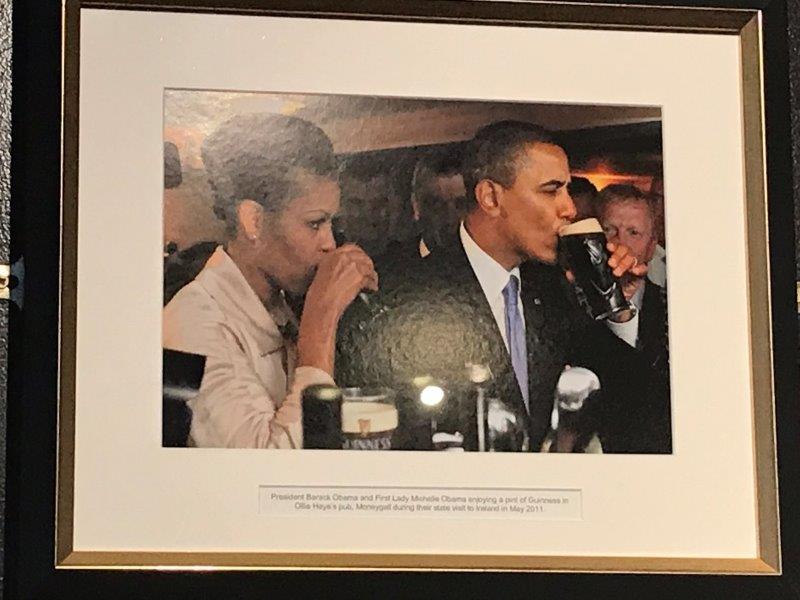 GUINNESS
President Barack Obama and First Lady Michelle Obama enjoying a pint of Guinness in
Ollie Haye's pub, Moneygall during their state visit to Ireland in May 2011.